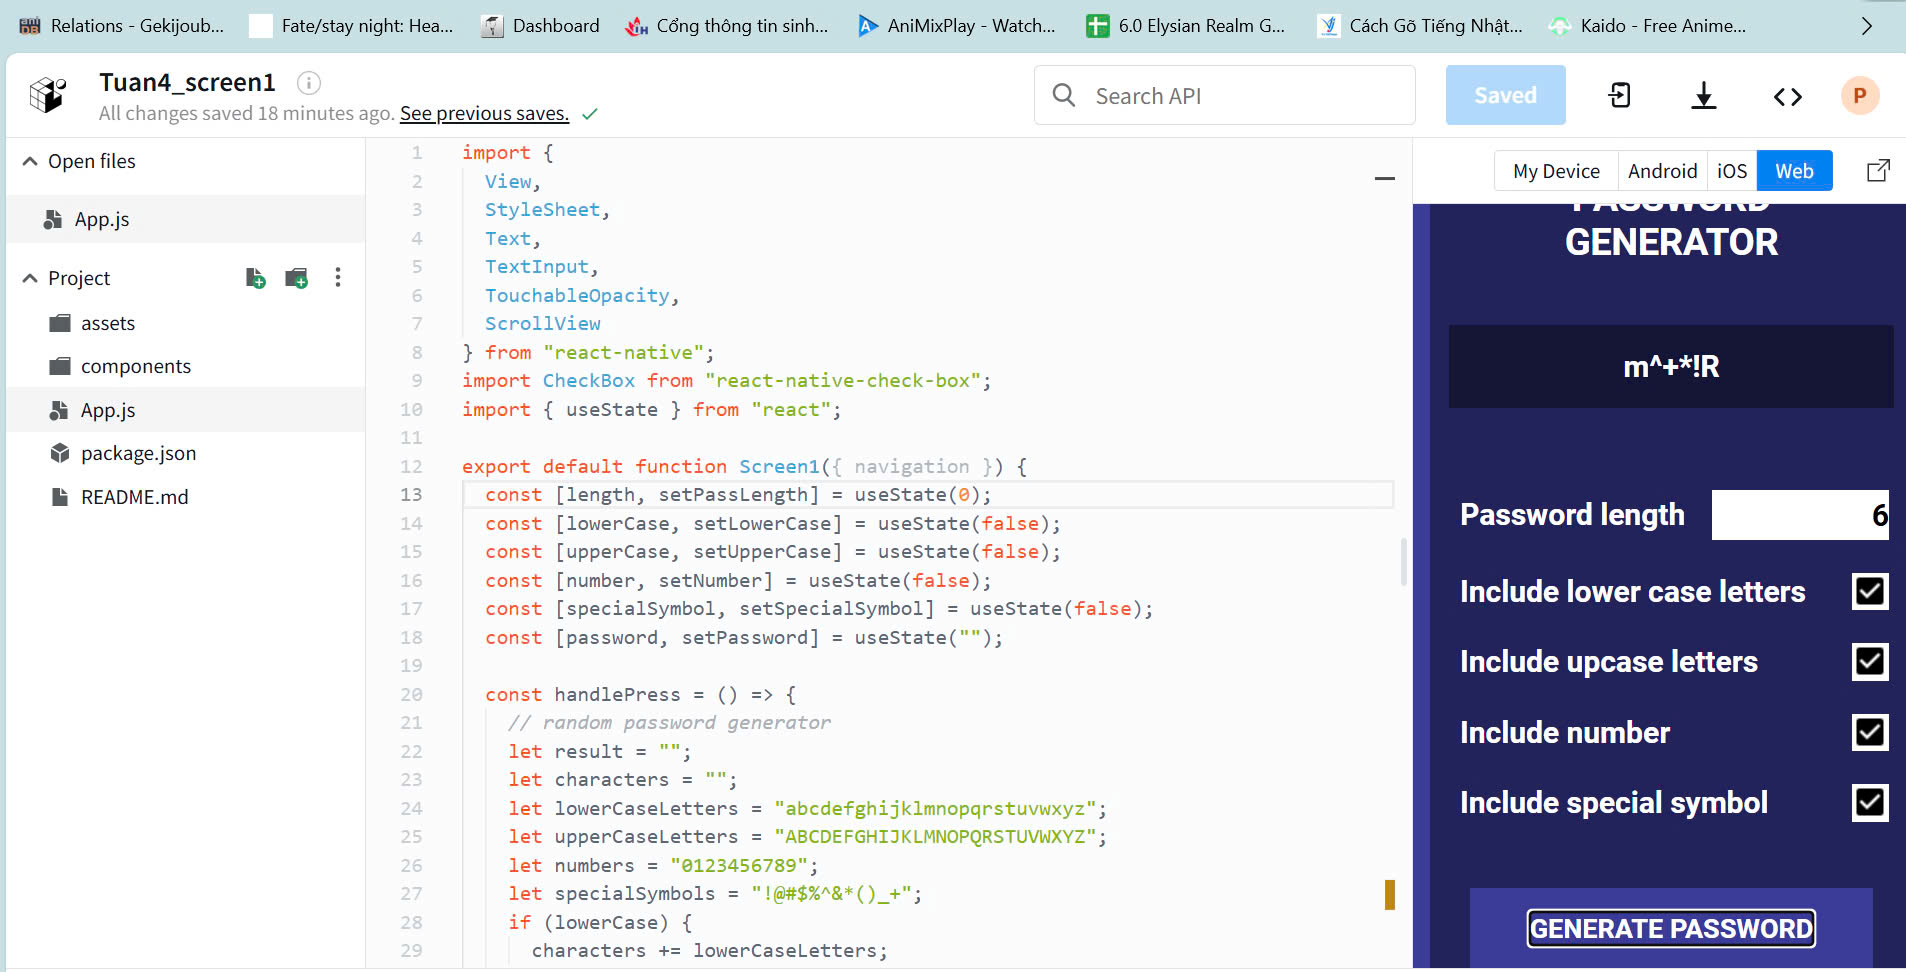 Relations - Gekijoub... Fate/stay night: Hea... Dashboard Cổng thông tin sinh... AniMixPlay - Watch... 6.0 Elysian Realm G... Cách Gõ Tiếng Nhật... Kaido - Free Anime...
Tuan4_screen1
All changes saved 18 minutes ago. See previous saves.
Search API
Saved
P
Open files
App.js
Project
assets
components
App.js
package.json
README.md
1 import {
2 View,
3 StyleSheet,
4 Text,
5 TextInput,
6 TouchableOpacity,
7 ScrollView
8 } from "react-native";
9 import CheckBox from "react-native-check-box";
10 import { useState } from "react";
11
12 export default function Screen1({ navigation }) {
13 const [length, setPassLength] = useState(0);
14 const [lowerCase, setLowerCase] = useState(false);
15 const [upperCase, setUpperCase] = useState(false);
16 const [number, setNumber] = useState(false);
17 const [specialSymbol, setSpecialSymbol] = useState(false);
18 const [password, setPassword] = useState("");
19
20 const handlePress = () => {
21 // random password generator
22 let result = "";
23 let characters = "";
24 let lowerCaseLetters = "abcdefghijklmnopqrstuvwxyz";
25 let upperCaseLetters = "ABCDEFGHIJKLMNOPQRSTUVWXYZ";
26 let numbers = "0123456789";
27 let specialSymbols = "!@#$%^&*()_+";
28 if (lowerCase) {
29 characters += lowerCaseLetters;
My Device Android iOS Web
PASSWORD
GENERATOR
m^+*!R
Password length 6
Include lower case letters
Include upcase letters
Include number
Include special symbol
GENERATE PASSWORD